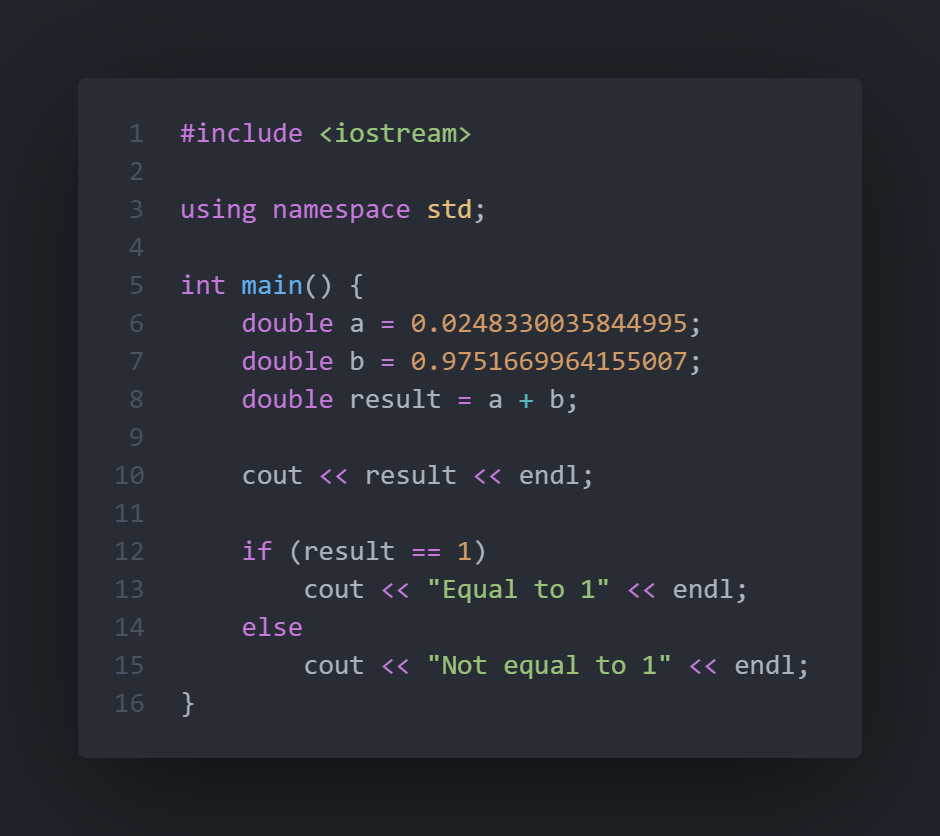 1 #include <iostream>
2
3 using namespace std;
4
5 int main() {
6     double a = 0.0248330035844995;
7     double b = 0.9751669964155007;
8     double result = a + b;
9
10     cout << result << endl;
11
12     if (result == 1)
13         cout << "Equal to 1" << endl;
14     else
15         cout << "Not equal to 1" << endl;
16 }